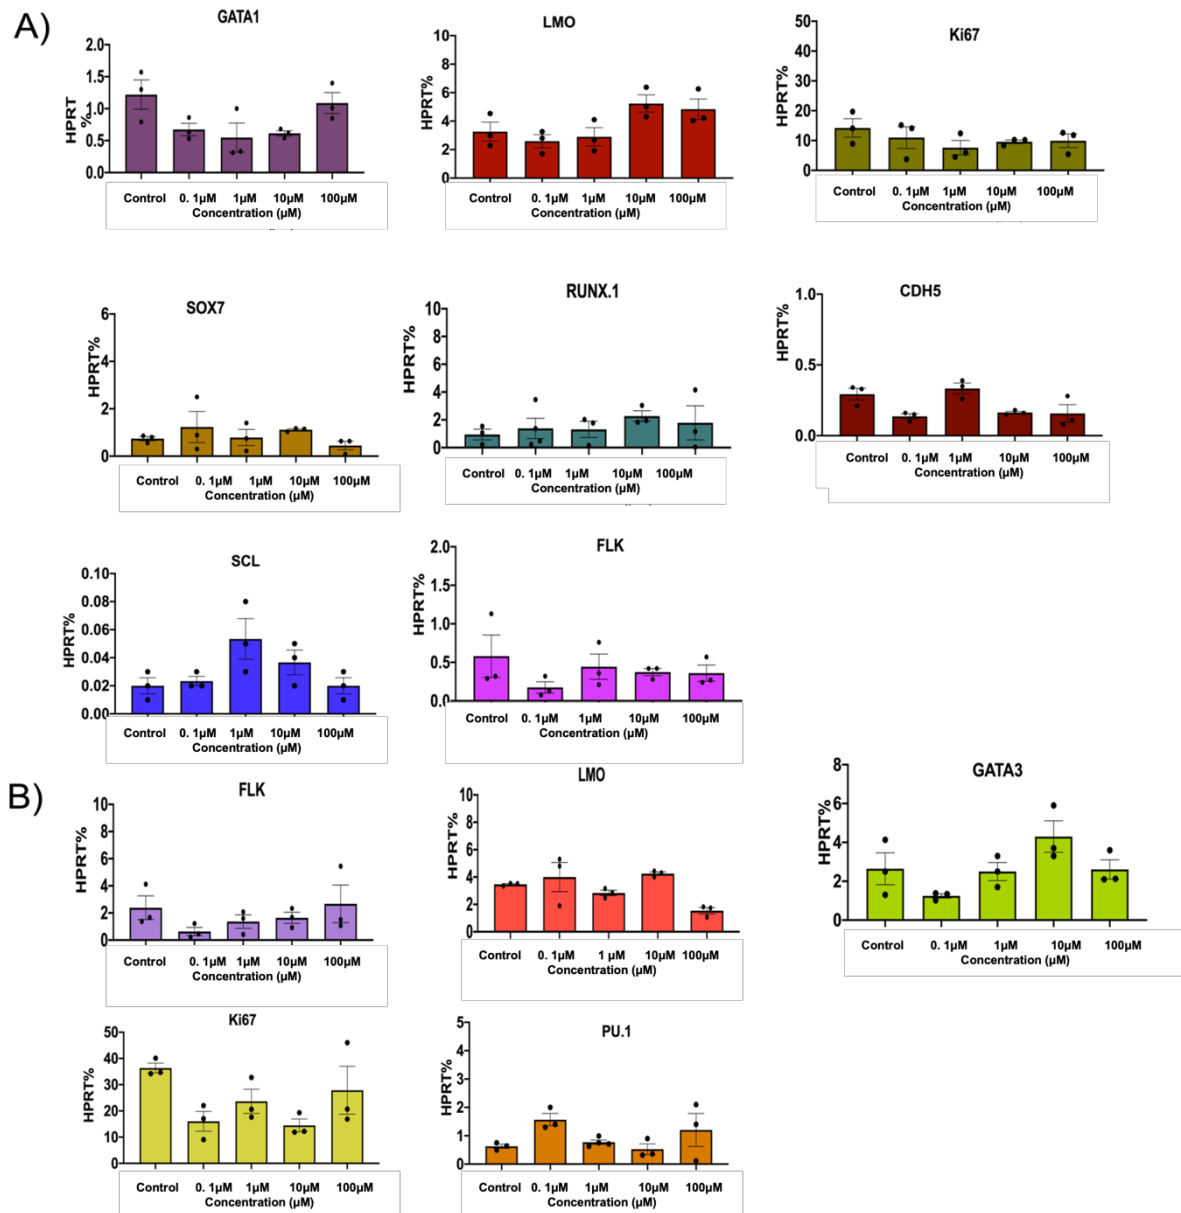 A)
GATA1
HPRT
%
2.0
1.5
1.0
0.5
0.0
Control 0. 1µM 1µM 10µM 100µM
Concentration (µM)
LMO
HPRT%
10
8
6
4
2
0
Control 0. 1µM 1µM 10µM 100µM
Concentration (µM)
Ki67
HPRT%
50
40
30
20
10
0
Control 0. 1µM 1µM 10µM 100µM
Concentration (µM)
SOX7
HPRT%
6
4
2
0
Control 0. 1µM 1µM 10µM 100µM
Concentration (µM)
RUNX.1
HPRT%
10
8
6
4
2
0
Control 0. 1µM 1µM 10µM 100µM
Concentration (µM)
CDH5
HPRT%
1.0
0.5
0.0
Control 0. 1µM 1µM 10µM 100µM
Concentration (µM)
SCL
HPRT%
0.10
0.08
0.06
0.04
0.02
0.00
Control 0. 1µM 1µM 10µM 100µM
Concentration (µM)
FLK
HPRT%
2.0
1.5
1.0
0.5
0.0
Control 0. 1µM 1µM 10µM 100µM
Concentration (µM)
B)
FLK
HPRT%
10
8
6
4
2
0
Control 0. 1µM 1µM 10µM 100µM
Concentration (µM)
LMO
HPRT%
10
8
6
4
2
0
Control 0. 1µM 1 µM 10µM 100µM
Concentration (µM)
GATA3
HPRT%
8
6
4
2
0
Control 0. 1µM 1µM 10µM 100µM
Concentration (µM)
Ki67
HPRT%
50
40
30
20
10
0
Control 0. 1µM 1µM 10µM 100µM
Concentration (µM)
PU.1
HPRT%
5
4
3
2
1
0
Control 0. 1µM 1µM 10µM 100µM
Concentration (µM)